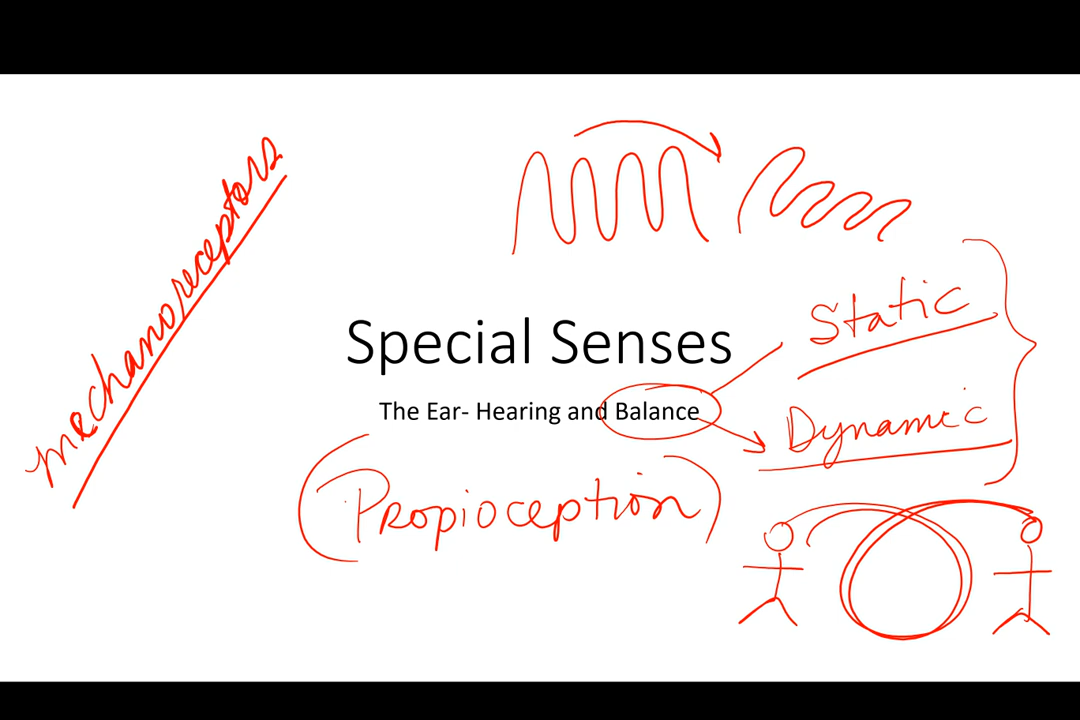 mechanoreceptors
Static
Special Senses
The Ear- Hearing and Balance
Dynamic
(Propioception)